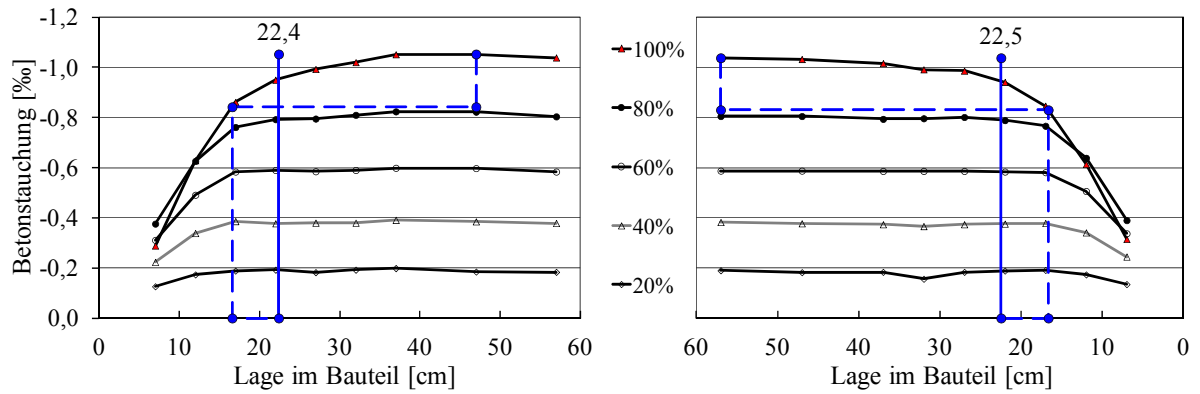 Betonstauchung [‰]
-1,2
-1,0
-0,8
-0,6
-0,4
-0,2
0,0
22,4
0 10 20 30 40 50 60
Lage im Bauteil [cm]
100%
80%
60%
40%
20%
22,5
60 50 40 30 20 10 0
Lage im Bauteil [cm]